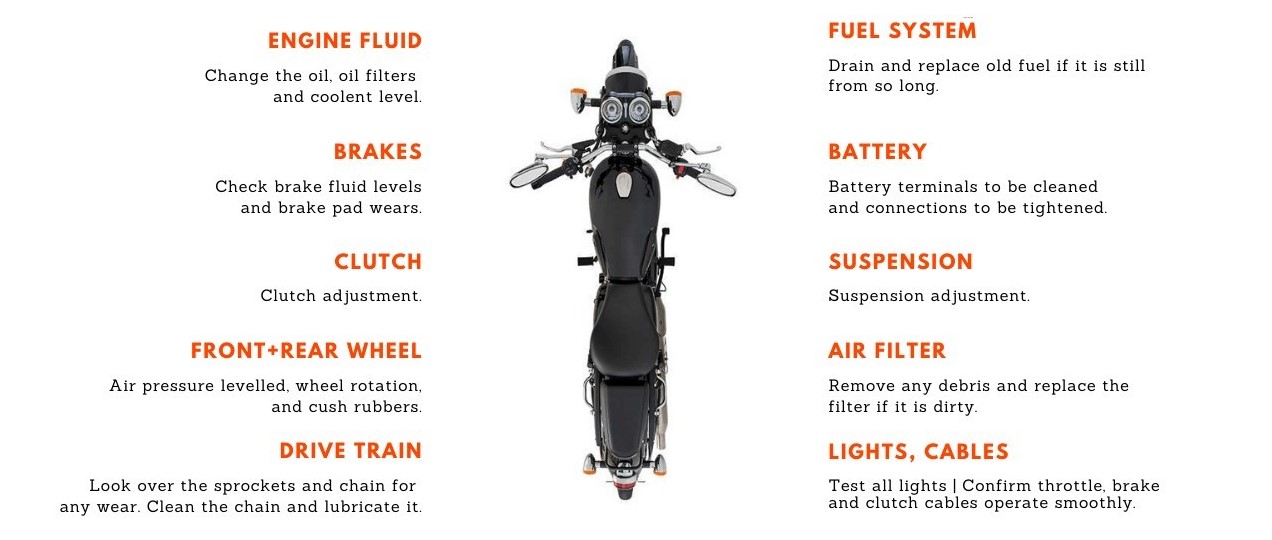 ENGINE FLUID
Change the oil, oil filters
and coolent level.
BRAKES
Check brake fluid levels
and brake pad wears.
CLUTCH
Clutch adjustment.
FRONT+REAR WHEEL
Air pressure levelled, wheel rotation,
and cush rubbers.
DRIVE TRAIN
Look over the sprockets and chain for
any wear. Clean the chain and lubricate it.
FUEL SYSTEM
Drain and replace old fuel if it is still
from so long.
BATTERY
Battery terminals to be cleaned
and connections to be tightened.
SUSPENSION
Suspension adjustment.
AIR FILTER
Remove any debris and replace the
filter if it is dirty.
LIGHTS, CABLES
Test all lights | Confirm throttle, brake
and clutch cables operate smoothly.